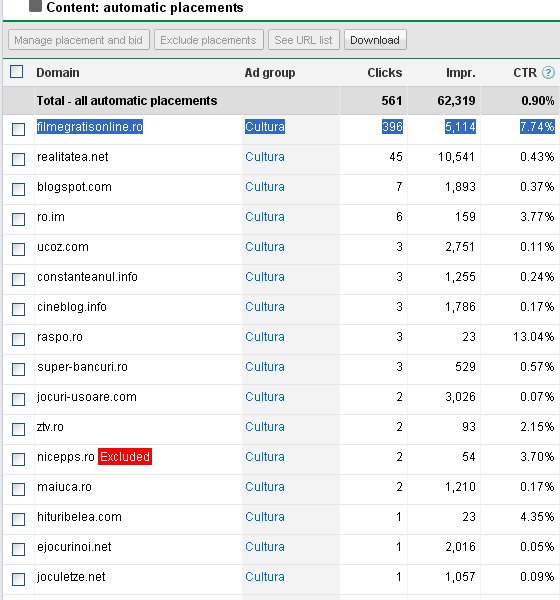 Content: automatic placements
Manage placement and bid Exclude placements See URL list Download
Domain Ad group Clicks Impr. CTR ?
Total - all automatic placements 561 62,319 0.90%
filmegratisonline.ro Cultura 396 5,114 7.74%
realitatea.net Cultura 45 10,541 0.43%
blogspot.com Cultura 7 1,893 0.37%
ro.im Cultura 6 159 3.77%
ucoz.com Cultura 3 2,751 0.11%
constanteanul.info Cultura 3 1,255 0.24%
cineblog.info Cultura 3 1,786 0.17%
raspo.ro Cultura 3 23 13.04%
super-bancuri.ro Cultura 3 529 0.57%
jocuri-usoare.com Cultura 2 3,026 0.07%
ztv.ro Cultura 2 93 2.15%
nicepps.ro Excluded Cultura 2 54 3.70%
maiuca.ro Cultura 2 1,210 0.17%
hituribelea.com Cultura 1 23 4.35%
ejocurinoi.net Cultura 1 2,016 0.05%
joculetze.net Cultura 1 1,057 0.09%